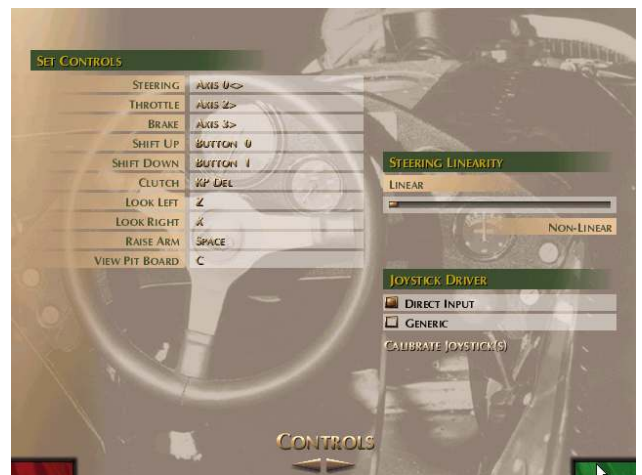 SET CONTROLS
STEERING AXIS 0<>
THROTTLE AXIS 2>
BRAKE AXIS 3>
SHIFT UP BUTTON 0
SHIFT DOWN BUTTON 1
CLUTCH KP DEL
LOOK LEFT Z
LOOK RIGHT X
RAISE ARM SPACE
VIEW PIT BOARD C
STEERING LINEARITY
LINEAR
NON-LINEAR
JOYSTICK DRIVER
DIRECT INPUT
GENERIC
CALIBRATE JOYSTICK(S)
CONTROLS